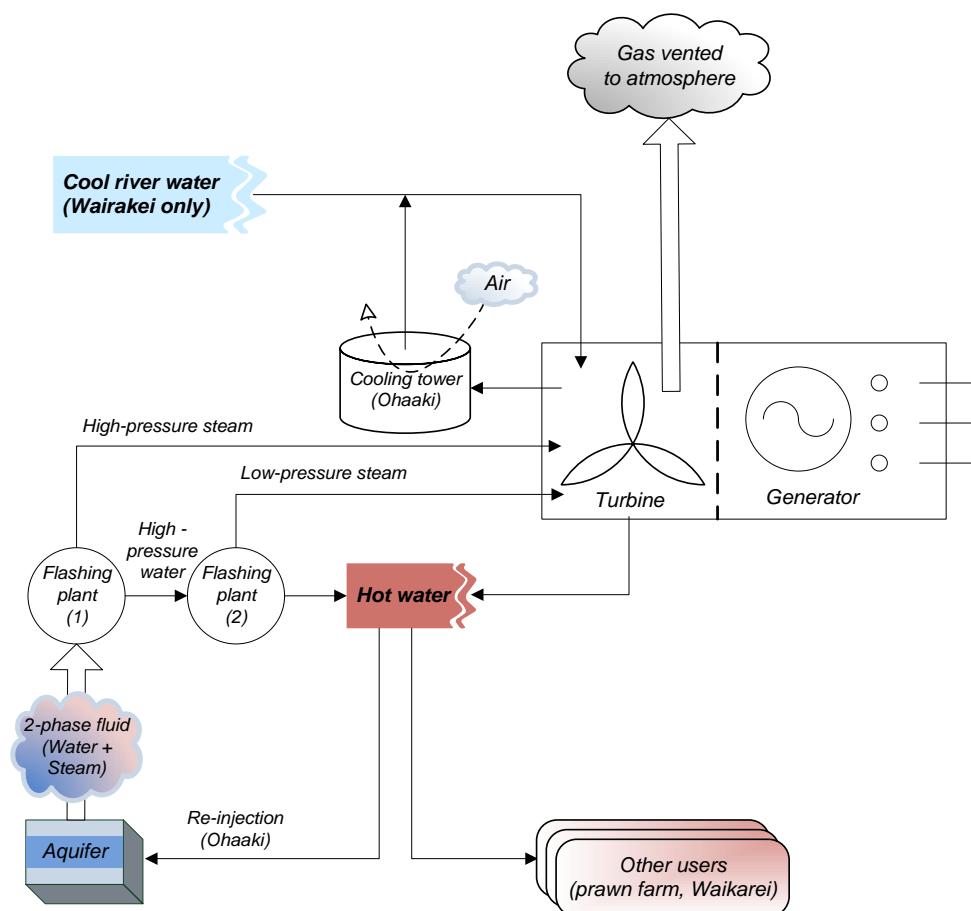 Gas vented
to atmosphere
Cool river water
(Wairakei only)
Air
Cooling tower
(Ohaaki)
High-pressure steam
Low-pressure steam
Turbine
Generator
High -
pressure
water
Flashing
plant
(1)
Flashing
plant
(2)
Hot water
2-phase fluid
(Water +
Steam)
Re-injection
(Ohaaki)
Aquifer
Other users
(prawn farm, Waikarei)